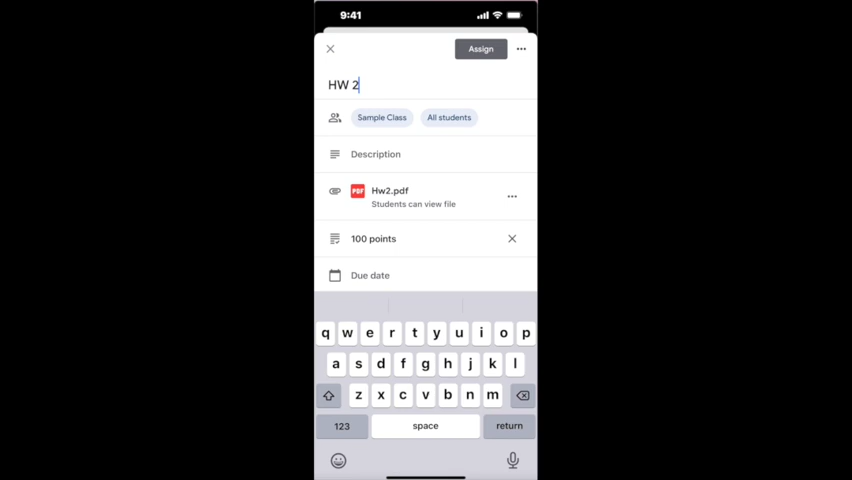 9:41
Assign
HW 2
Sample Class All students
Description
PDF Hw2.pdf
Students can view file
100 points
Due date
q w e r t y u i o p
a s d f g h j k l
z x c v b n m
123 space return